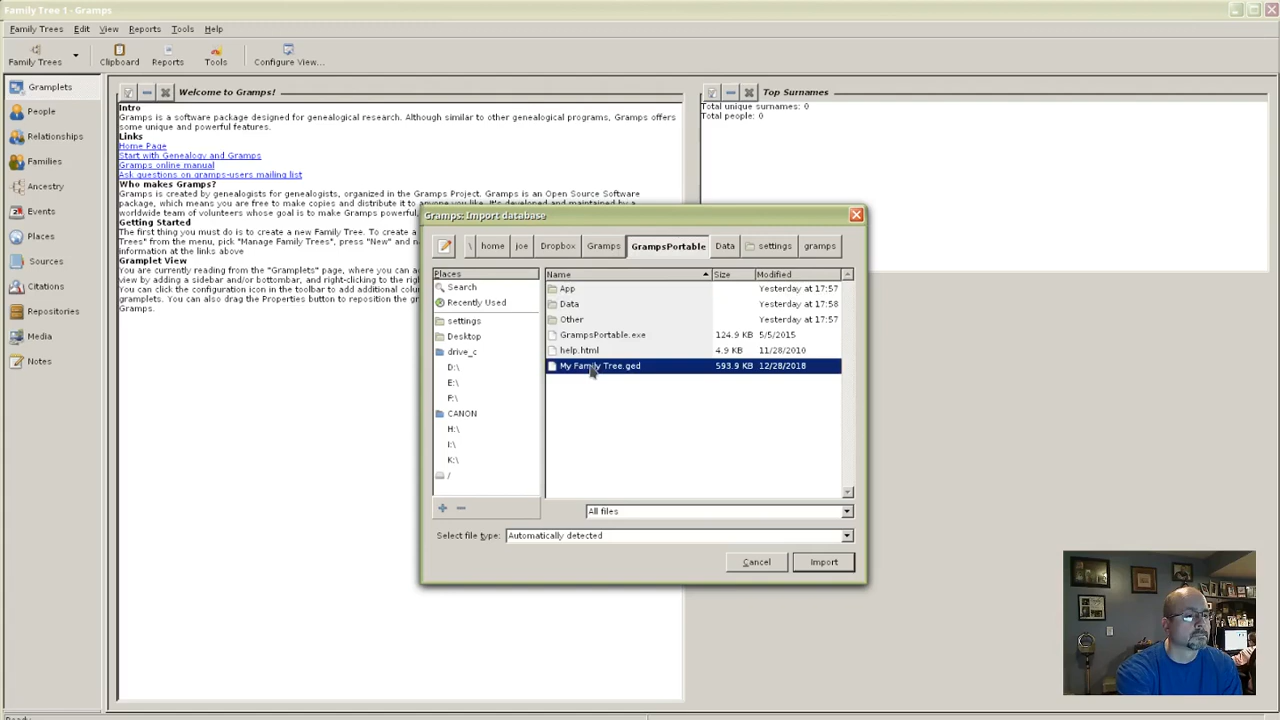 Family Tree 1 - Gramps
Family Trees Edit View Reports Tools Help
Family Trees Clipboard Reports Tools Configure View...
Gramplets
People
Relationships
Families
Ancestry
Events
Places
Sources
Citations
Repositories
Media
Notes
Welcome to Gramps!
Intro
Gramps is a software package designed for genealogical research. Although similar to other genealogical programs, Gramps offers
some unique and powerful features.
Links
Home Page
Start with Genealogy and Gramps
Gramps online manual
Ask questions on gramps-users mailing list
Who makes Gramps?
Gramps is created by genealogists for genealogists, organized in the Gramps Project. Gramps is an Open Source Software
package, which means you are free to make copies and distribute it to anyone you like. It's developed and maintained by a
worldwide team of volunteers whose goal is to make Gramps powerful,
Getting Started
The first thing you must do is to create a new Family Tree. To create a
Trees" from the menu, pick "Manage Family Trees", press "New" and
information at the links above
Gramplet View
You are currently reading from the "Gramplets" page, where you can
view by adding a sidebar and/or bottombar, and right-clicking to the
You can click the configuration icon in the toolbar to add additional
gramplets. You can also drag the Properties button to reposition the
Gramps.
Top Surnames
Total unique surnames: 0
Total people: 0
Gramps: Import database
\ home joe Dropbox Gramps GrampsPortable Data settings gramps
Places
Search
Recently Used
settings
Desktop
drive_c
D:\
E:\
F:\
CANON
H:\
I:\
K:\
/
Name Size Modified
App Yesterday at 17:57
Data Yesterday at 17:58
Other Yesterday at 17:57
GrampsPortable.exe 124.9 KB 5/5/2015
help.html 4.9 KB 11/28/2010
My Family Tree.ged 593.9 KB 12/28/2018
All files
Select file type: Automatically detected
Cancel Import